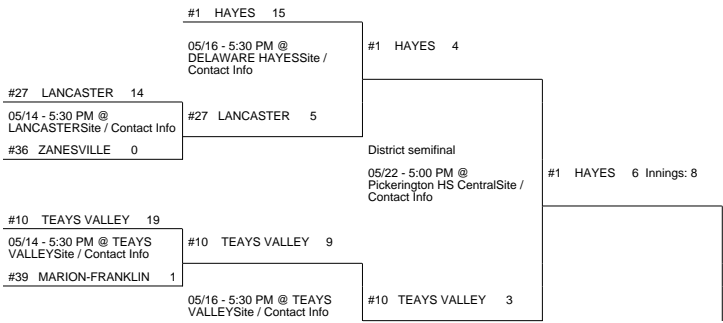 #1 HAYES 15
05/16 - 5:30 PM @
DELAWARE HAYESSite /
Contact Info
#1 HAYES 4
#27 LANCASTER 14
05/14 - 5:30 PM @
LANCASTERSite / Contact Info
#27 LANCASTER 5
#36 ZANESVILLE 0
District semifinal
05/22 - 5:00 PM @
Pickerington HS CentralSite /
Contact Info
#1 HAYES 6 Innings: 8
#10 TEAYS VALLEY 19
05/14 - 5:30 PM @ TEAYS
VALLEYSite / Contact Info
#10 TEAYS VALLEY 9
#39 MARION-FRANKLIN 1
05/16 - 5:30 PM @ TEAYS
VALLEYSite / Contact Info
#10 TEAYS VALLEY 3